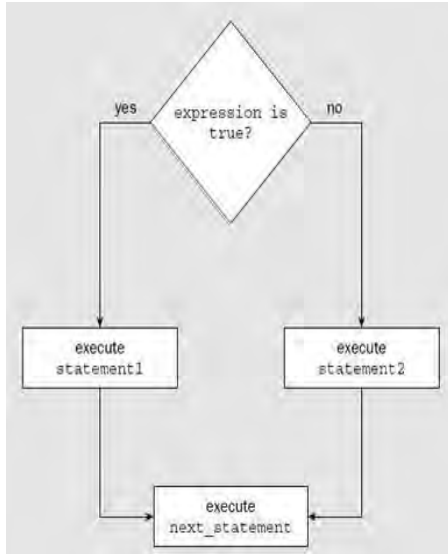 expression is
true?
yes
no
execute
statement1
execute
statement2
execute
next_statement